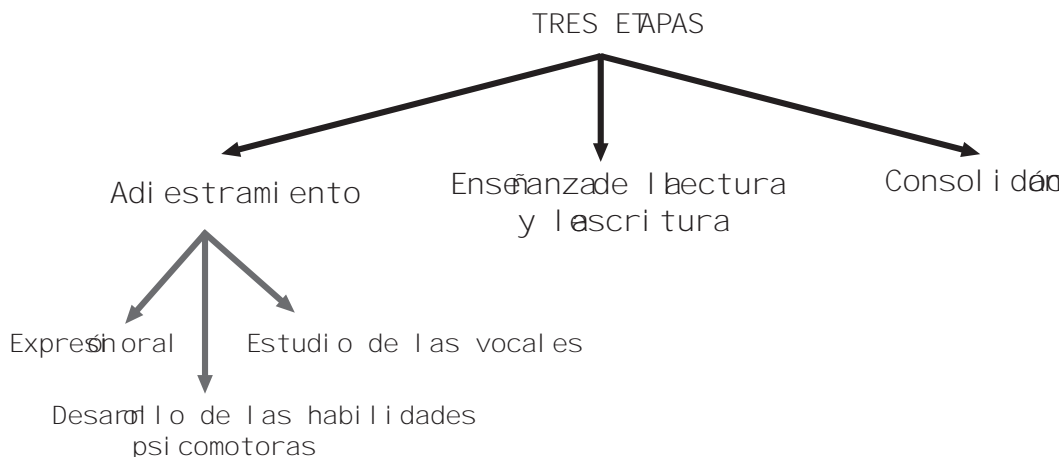 TRES ETAPAS
Adiestramiento
Enseñanza de la lectura
y la escritura
Consolidac
Expresión oral
Estudio de las vocales
Desarrollo de las habilidades
psicomotoras